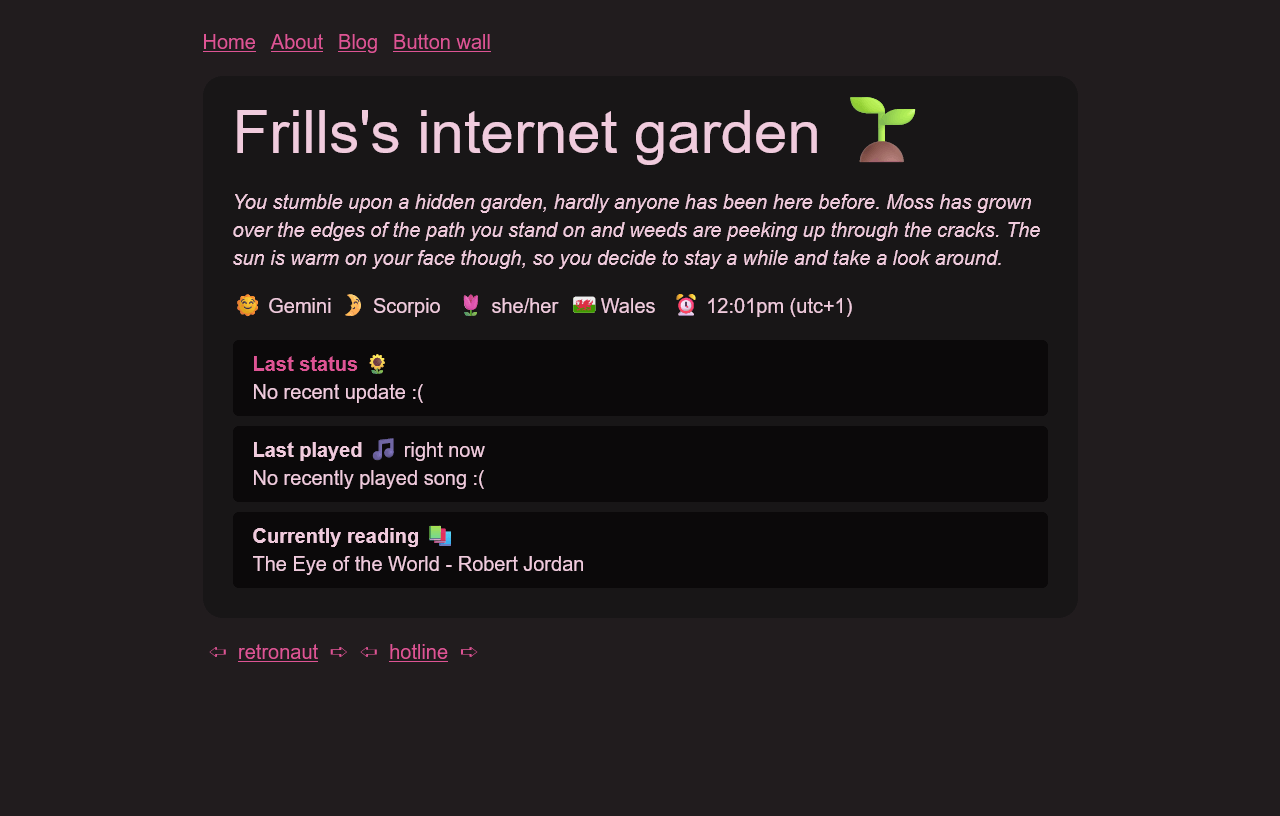 Home About Blog Button wall
Frills's internet garden 🌱
You stumble upon a hidden garden, hardly anyone has been here before. Moss has grown
over the edges of the path you stand on and weeds are peeking up through the cracks. The
sun is warm on your face though, so you decide to stay a while and take a look around.
🌞 Gemini 🌛 Scorpio 🌷 she/her 🏴󠁧󠁢󠁷󠁬󠁳󠁿 Wales ⏰ 12:01pm (utc+1)
Last status 🌻
No recent update :(
Last played 🎵 right now
No recently played song :(
Currently reading 📚
The Eye of the World - Robert Jordan
⇦ retronaut ⇨ ⇦ hotline ⇨